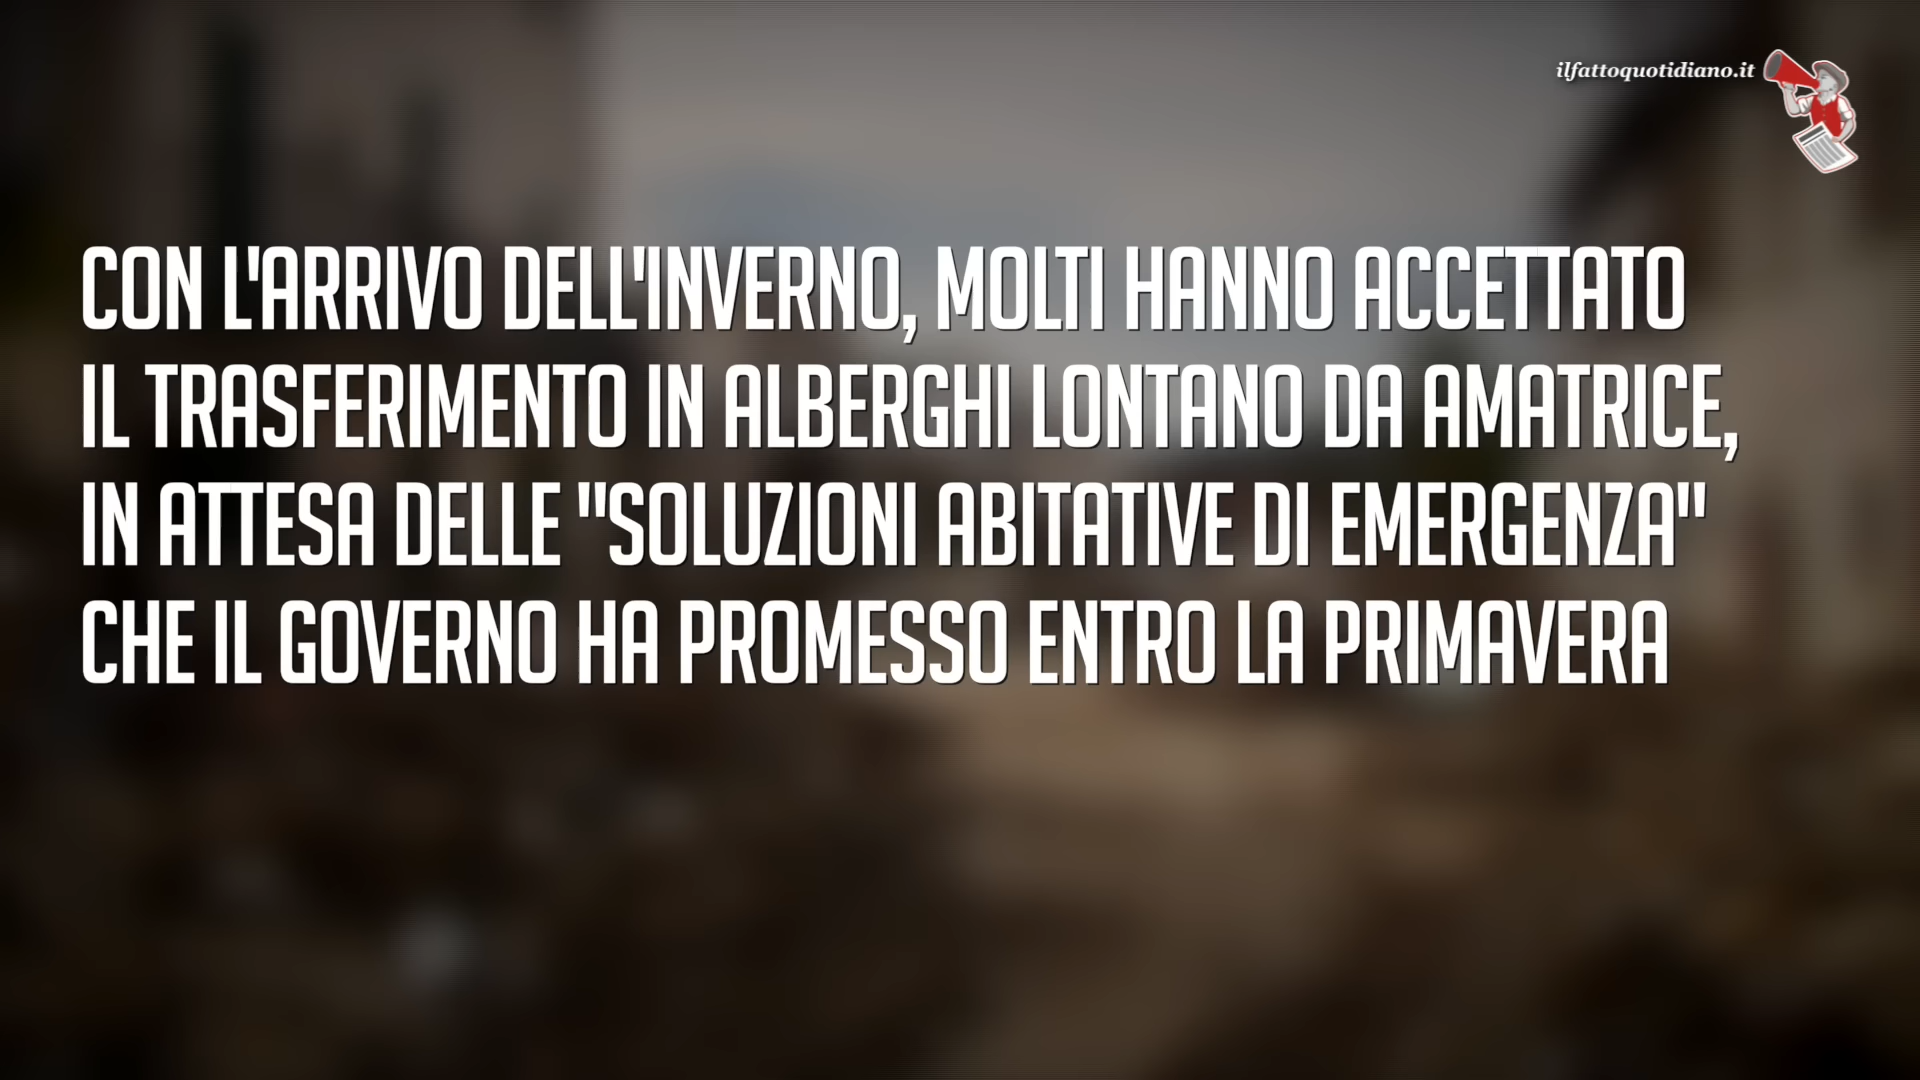 ilfattoquotidiano.it
CON L'ARRIVO DELL'INVERNO, MOLTI HANNO ACCETTATO
IL TRASFERIMENTO IN ALBERGHI LONTANO DA AMATRICE,
IN ATTESA DELLE "SOLUZIONI ABITATIVE DI EMERGENZA"
CHE IL GOVERNO HA PROMESSO ENTRO LA PRIMAVERA